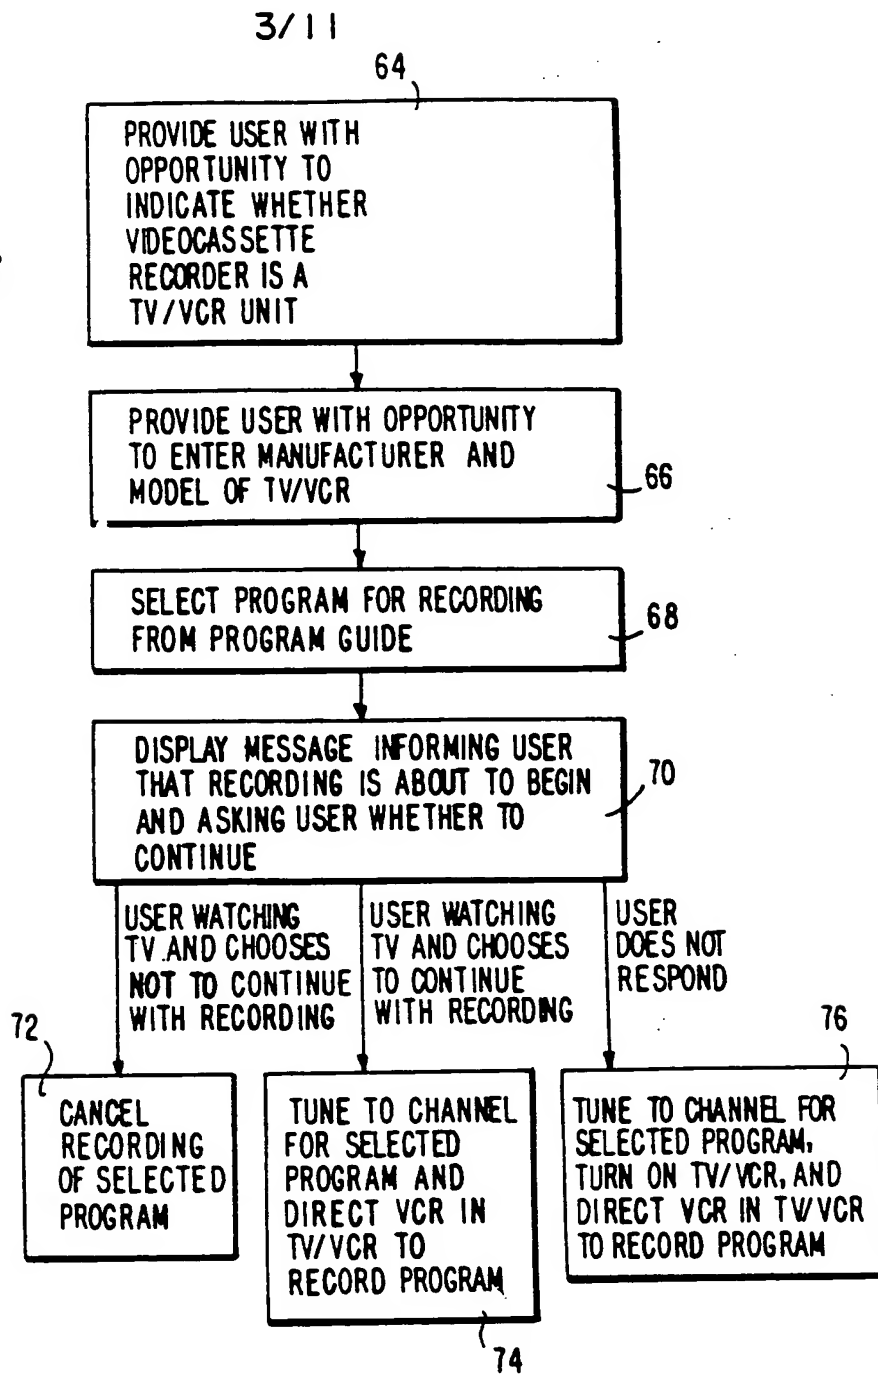 3/11
64
PROVIDE USER WITH
OPPORTUNITY TO
INDICATE WHETHER
VIDEOCASSETTE
RECORDER IS A
TV/VCR UNIT
PROVIDE USER WITH OPPORTUNITY
TO ENTER MANUFACTURER AND
MODEL OF TV/VCR
66
SELECT PROGRAM FOR RECORDING
FROM PROGRAM GUIDE
68
DISPLAY MESSAGE INFORMING USER
THAT RECORDING IS ABOUT TO BEGIN
AND ASKING USER WHETHER TO
CONTINUE
70
USER WATCHING
TV AND CHOOSES
NOT TO CONTINUE
WITH RECORDING
USER WATCHING
TV AND CHOOSES
TO CONTINUE
WITH RECORDING
USER
DOES NOT
RESPOND
72
CANCEL
RECORDING
OF SELECTED
PROGRAM
TUNE TO CHANNEL
FOR SELECTED
PROGRAM AND
DIRECT VCR IN
TV/VCR TO
RECORD PROGRAM
74
76
TUNE TO CHANNEL FOR
SELECTED PROGRAM,
TURN ON TV/VCR, AND
DIRECT VCR IN TV/VCR
TO RECORD PROGRAM